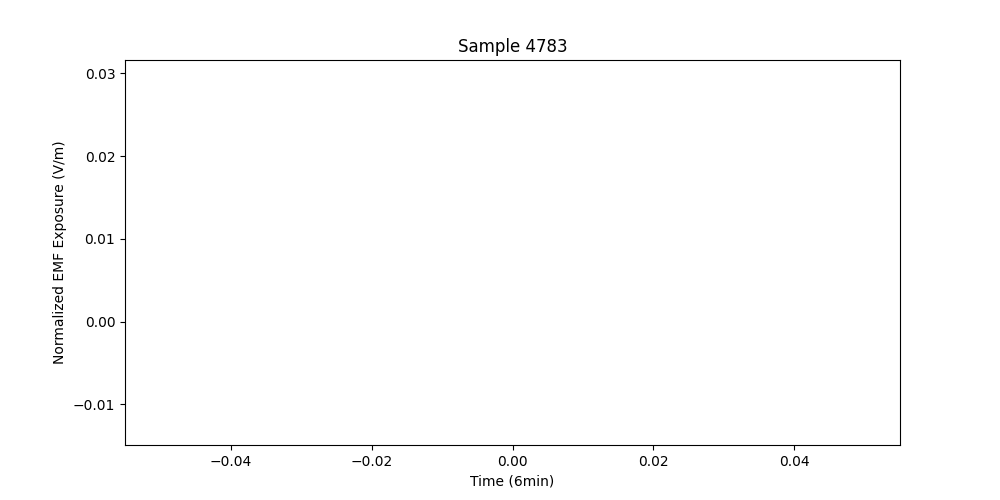 Sample 4783
0.03
0.02
0.01
0.00
−0.01
Normalized EMF Exposure (V/m)
−0.04 −0.02 0.00 0.02 0.04
Time (6min)